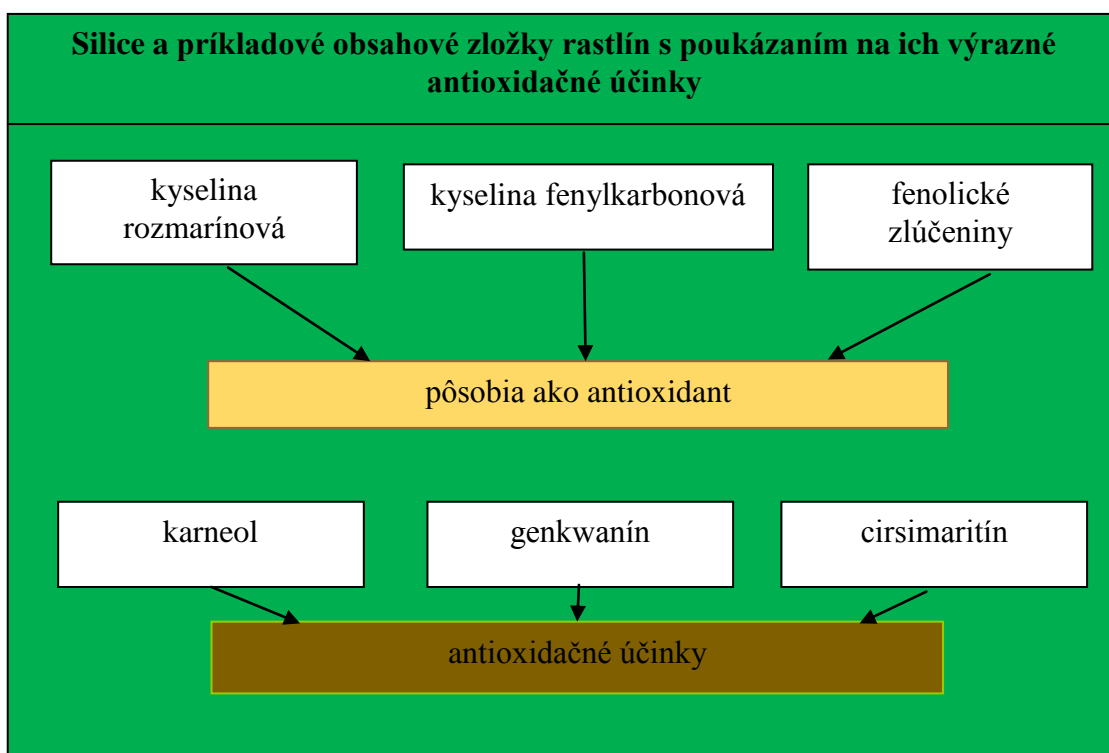 Silice a príkladové obsahové zložky rastlín s poukázaním na ich výrazné
antioxidačné účinky
kyselina
rozmarínová
kyselina fenylkarbonová
fenolické
zlúčeniny
pôsobia ako antioxidant
karneol
genkwanín
cirsimaritín
antioxidačné účinky